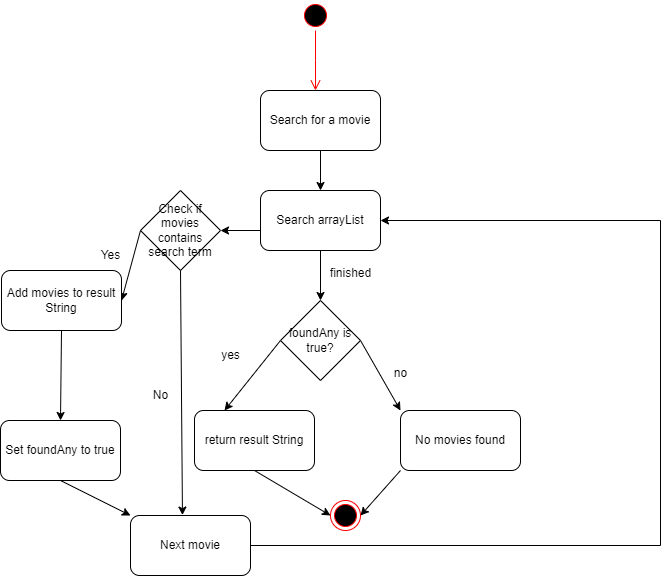 Search for a movie
Search arrayList
Check if
movies
contains
search term
Yes
finished
Add movies to result
String
foundAny is
true?
yes
no
No
Set foundAny to true
return result String
No movies found
Next movie